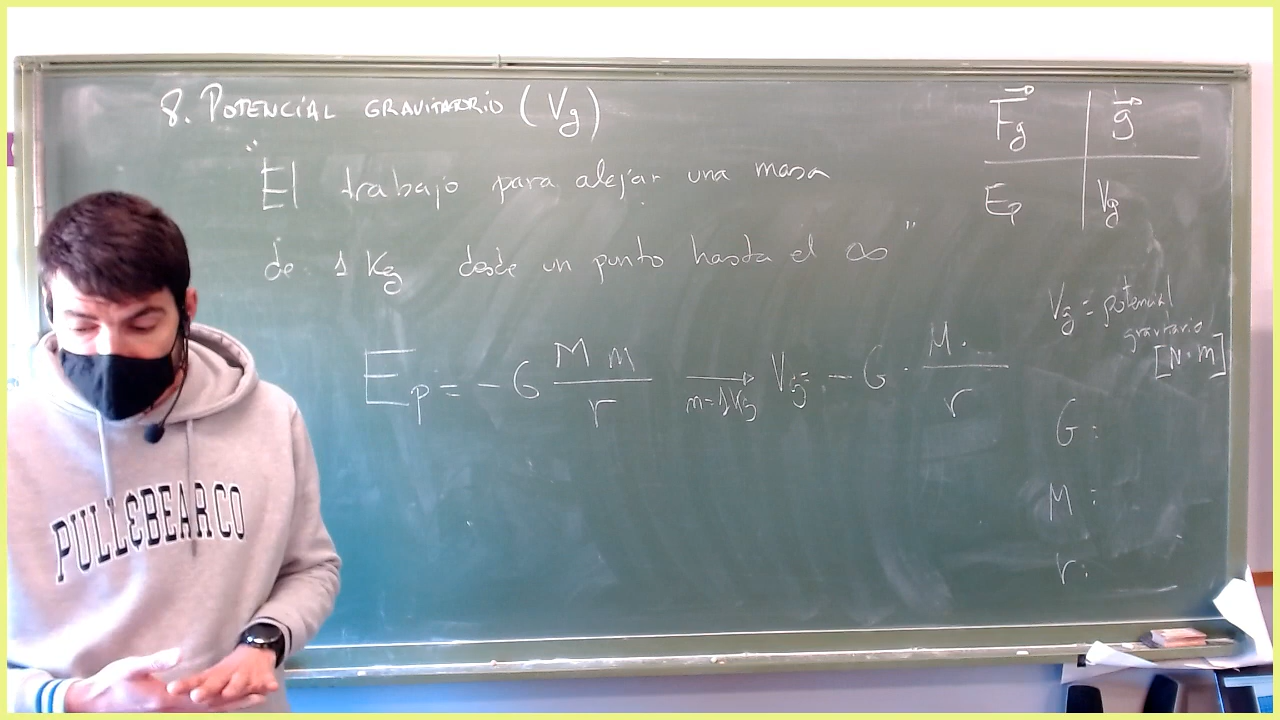 8. POTENCIAL GRAVITATORIO (Vg)
"El trabajo para alejar una masa
de 1 Kg desde un punto hasta el ∞"
Ep = -G M m / r → m=1Kg Vg = -G · M · / r
F⃗g | g⃗
Ep | Vg
Vg = potencial
gravitatorio
[N·m]
G:
M:
r:
PULL&BEAR CO